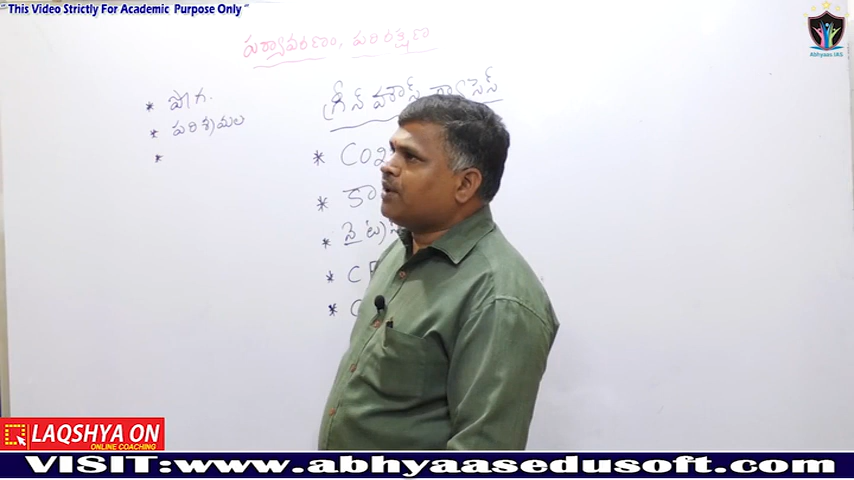 "This Video Strictly For Academic Purpose Only"
Abhyaas IAS
పర్యావరణం, పరిరక్షణ
గ్రీన్ హౌస్ గ్యాసెస్
* పొగ.
* పరిశ్రమల
*
* CO2
* కా
*
* C
* C
LAQSHYA ON
ONLINE COACHING
VISIT:www.abhyaasedusoft.com